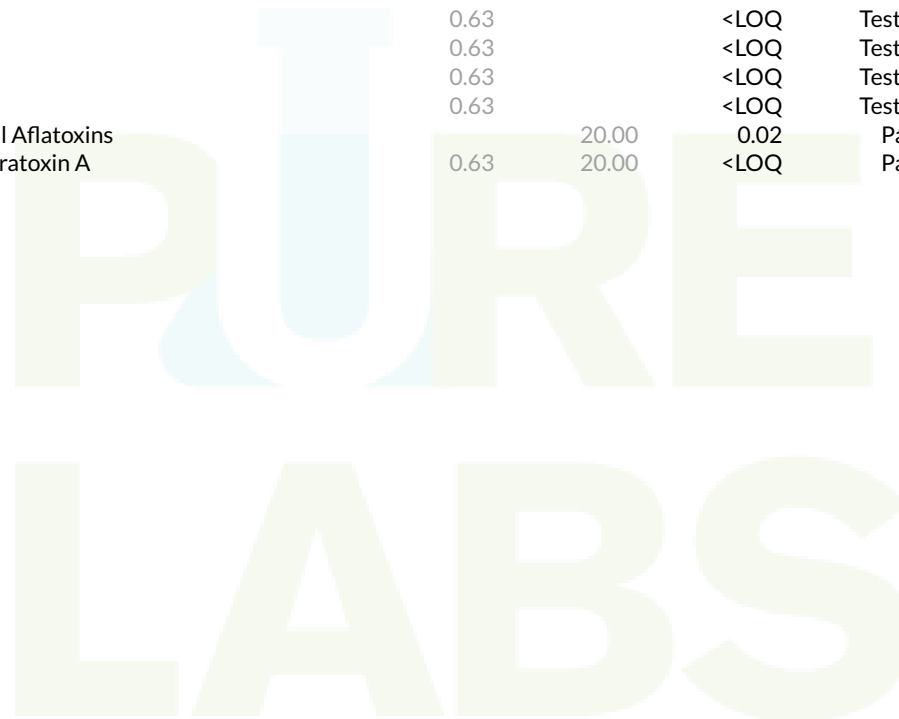 0.63 <LOQ Test
0.63 <LOQ Test
0.63 <LOQ Test
0.63 <LOQ Test
l Aflatoxins 20.00 0.02 Pa
ratoxin A 0.63 20.00 <LOQ Pa
PURE
LABS